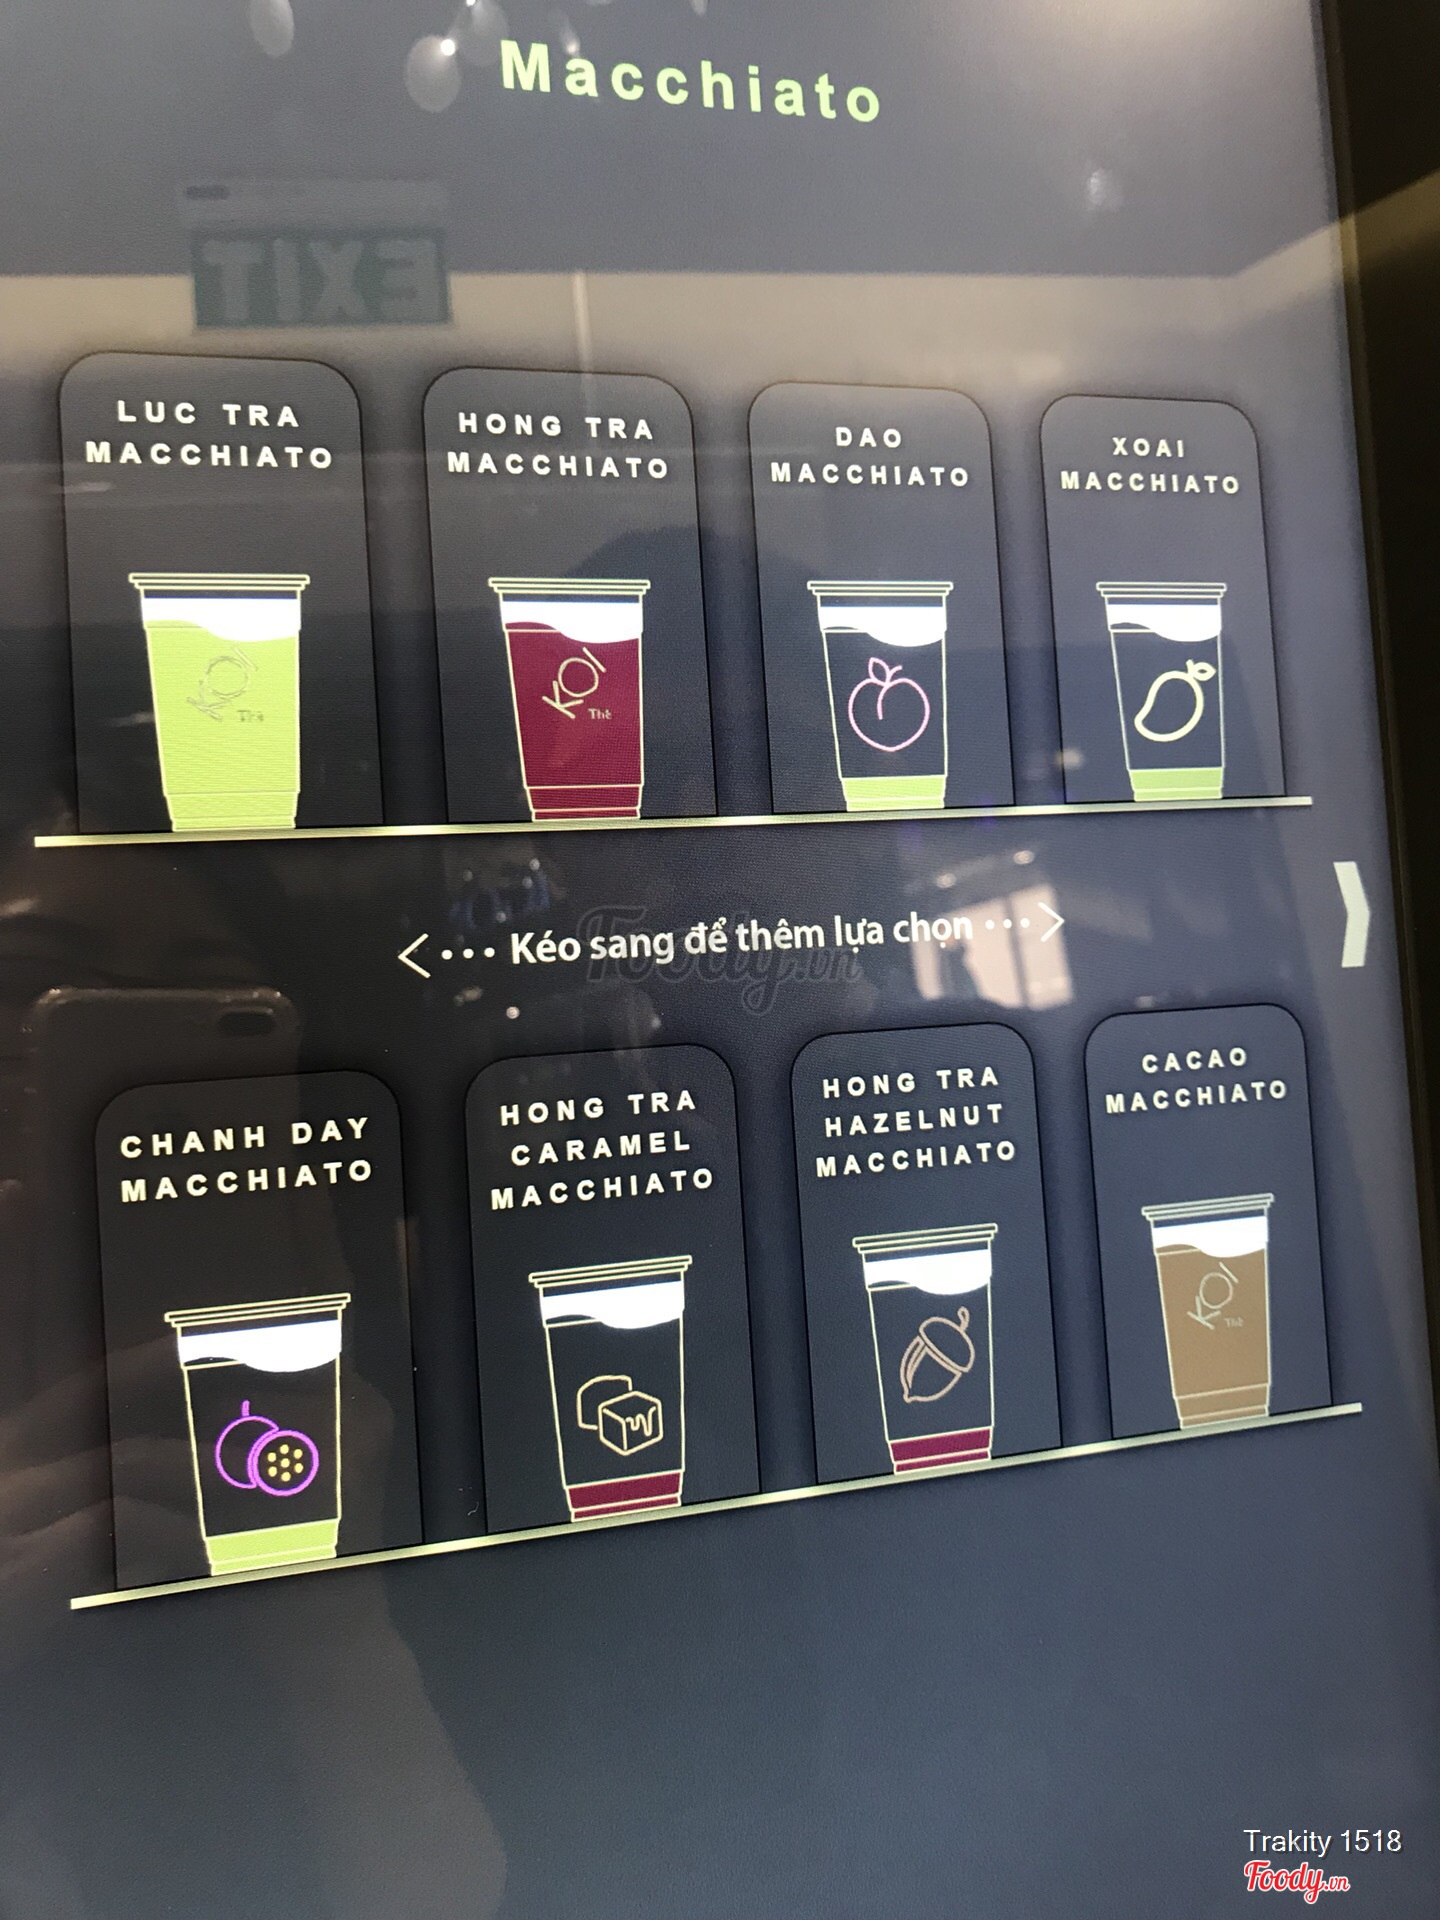 Macchiato
EXIT
LUC TRA
MACCHIATO
HONG TRA
MACCHIATO
DAO
MACCHIATO
XOAI
MACCHIATO
KOI
Thé
KOI
Thé
<··· Kéo sang để thêm lựa chọn ···>
Foody.vn
CHANH DAY
MACCHIATO
HONG TRA
CARAMEL
MACCHIATO
HONG TRA
HAZELNUT
MACCHIATO
CACAO
MACCHIATO
KOI
Thé
Trakity 1518
Foody.vn